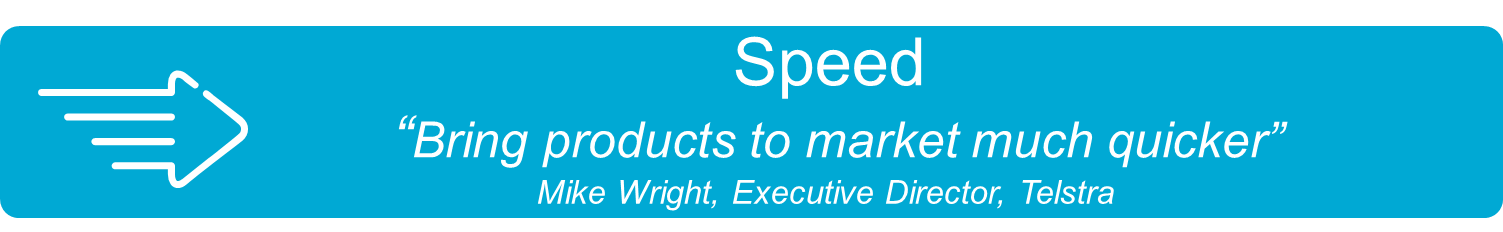 Speed
“Bring products to market much quicker”
Mike Wright, Executive Director, Telstra